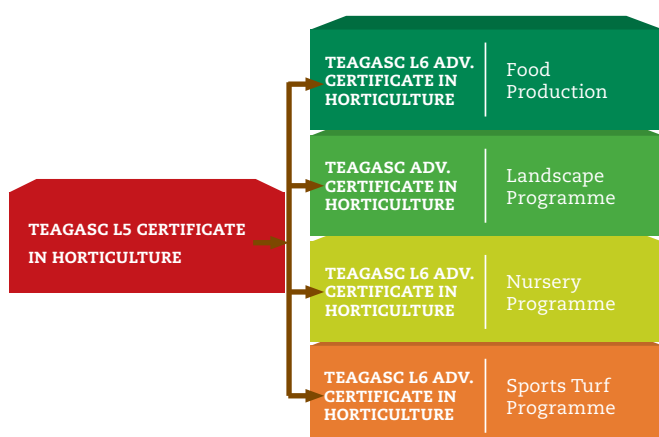 TEAGASC L5 CERTIFICATE
IN HORTICULTURE
TEAGASC L6 ADV.
CERTIFICATE IN
HORTICULTURE
Food
Production
TEAGASC ADV.
CERTIFICATE IN
HORTICULTURE
Landscape
Programme
TEAGASC L6 ADV.
CERTIFICATE IN
HORTICULTURE
Nursery
Programme
TEAGASC L6 ADV.
CERTIFICATE IN
HORTICULTURE
Sports Turf
Programme